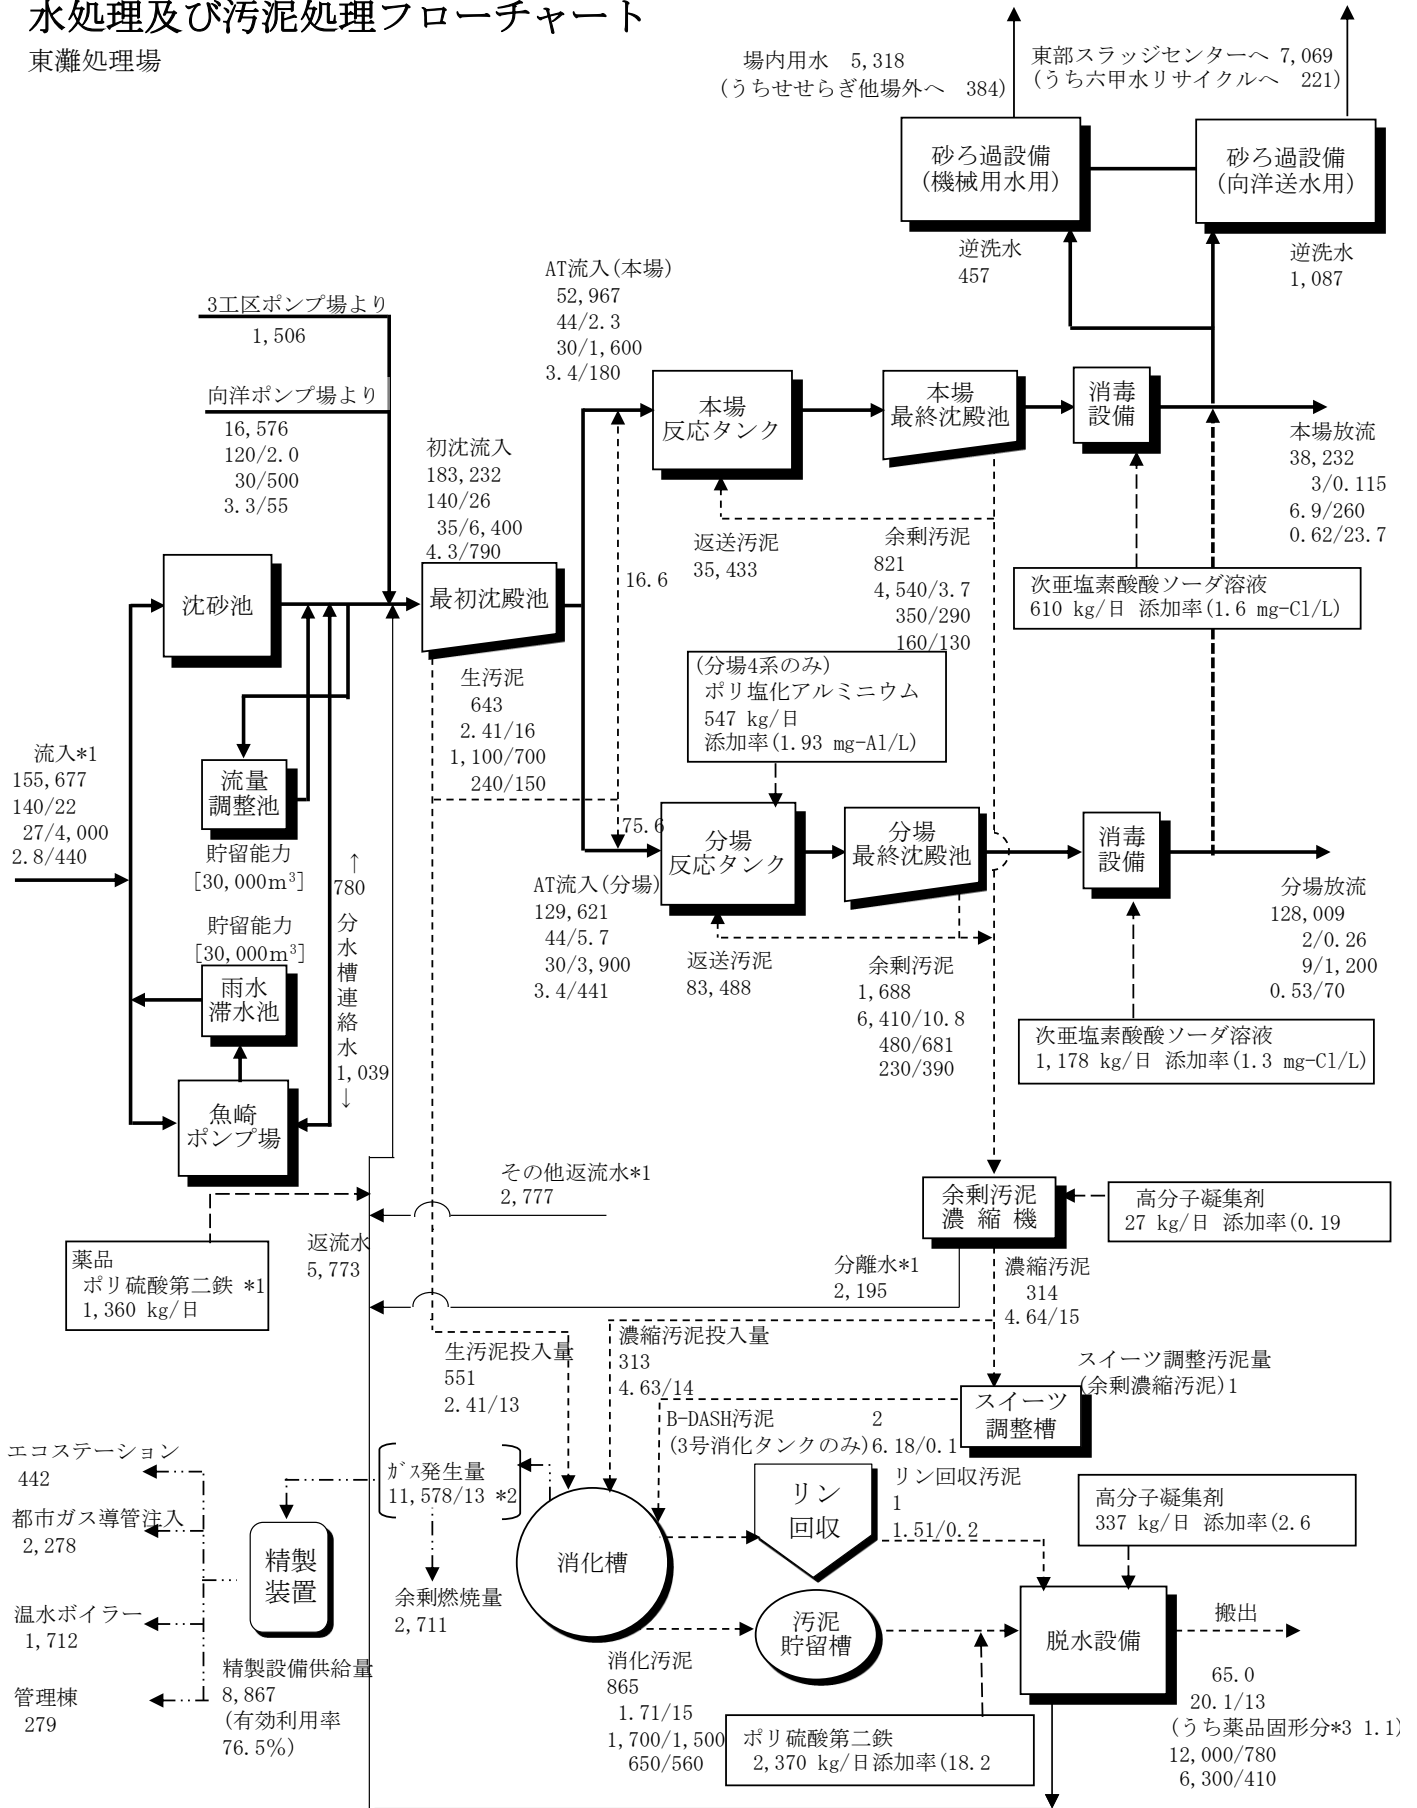 水処理及び汚泥処理フローチャート
東灘処理場
場内用水 5,318
(うちせせらぎ他場外へ 384)
東部スラッジセンターへ 7,069
(うち六甲水リサイクルへ 221)
砂ろ過設備
(機械用水用)
砂ろ過設備
(向洋送水用)
逆洗水
457
逆洗水
1,087
AT流入(本場)
52,967
44/2.3
30/1,600
3.4/180
3工区ポンプ場より
1,506
向洋ポンプ場より
16,576
120/2.0
30/500
3.3/55
初沈流入
183,232
140/26
35/6,400
4.3/790
本場
反応タンク
本場
最終沈殿池
消毒
設備
本場放流
38,232
3/0.115
6.9/260
0.62/23.7
返送汚泥
35,433
余剰汚泥
821
4,540/3.7
350/290
160/130
次亜塩素酸酸ソーダ溶液
610 kg/日 添加率(1.6 mg-Cl/L)
沈砂池
最初沈殿池
16.6
生汚泥
643
2.41/16
1,100/700
240/150
(分場4系のみ)
ポリ塩化アルミニウム
547 kg/日
添加率(1.93 mg-Al/L)
流入*1
155,677
140/22
27/4,000
2.8/440
流量
調整池
貯留能力
[30,000m³]
貯留能力
[30,000m³]
雨水
滞水池
魚崎
ポンプ場
↑
780
分
水
槽
連
絡
水
1,039
↓
75.6
分場
反応タンク
分場
最終沈殿池
消毒
設備
AT流入(分場)
129,621
44/5.7
30/3,900
3.4/441
返送汚泥
83,488
余剰汚泥
1,688
6,410/10.8
480/681
230/390
分場放流
128,009
2/0.26
9/1,200
0.53/70
次亜塩素酸酸ソーダ溶液
1,178 kg/日 添加率(1.3 mg-Cl/L)
その他返流水*1
2,777
余剰汚泥
濃 縮 機
高分子凝集剤
27 kg/日 添加率(0.19
薬品
ポリ硫酸第二鉄 *1
1,360 kg/日
返流水
5,773
分離水*1
2,195
濃縮汚泥
314
4.64/15
生汚泥投入量
551
2.41/13
濃縮汚泥投入量
313
4.63/14
スイーツ調整汚泥量
(余剰濃縮汚泥)1
スイーツ
調整槽
B-DASH汚泥 2
(3号消化タンクのみ)6.18/0.1
エコステーション
442
都市ガス導管注入
2,278
温水ボイラー
1,712
管理棟
279
精製
装置
精製設備供給量
8,867
(有効利用率
76.5%)
ｶﾞｽ発生量
11,578/13 *2
余剰燃焼量
2,711
消化槽
リン
回収
リン回収汚泥
1
1.51/0.2
高分子凝集剤
337 kg/日 添加率(2.6
汚泥
貯留槽
脱水設備
搬出
65.0
20.1/13
(うち薬品固形分*3 1.1)
12,000/780
6,300/410
消化汚泥
865
1.71/15
1,700/1,500
650/560
ポリ硫酸第二鉄
2,370 kg/日添加率(18.2